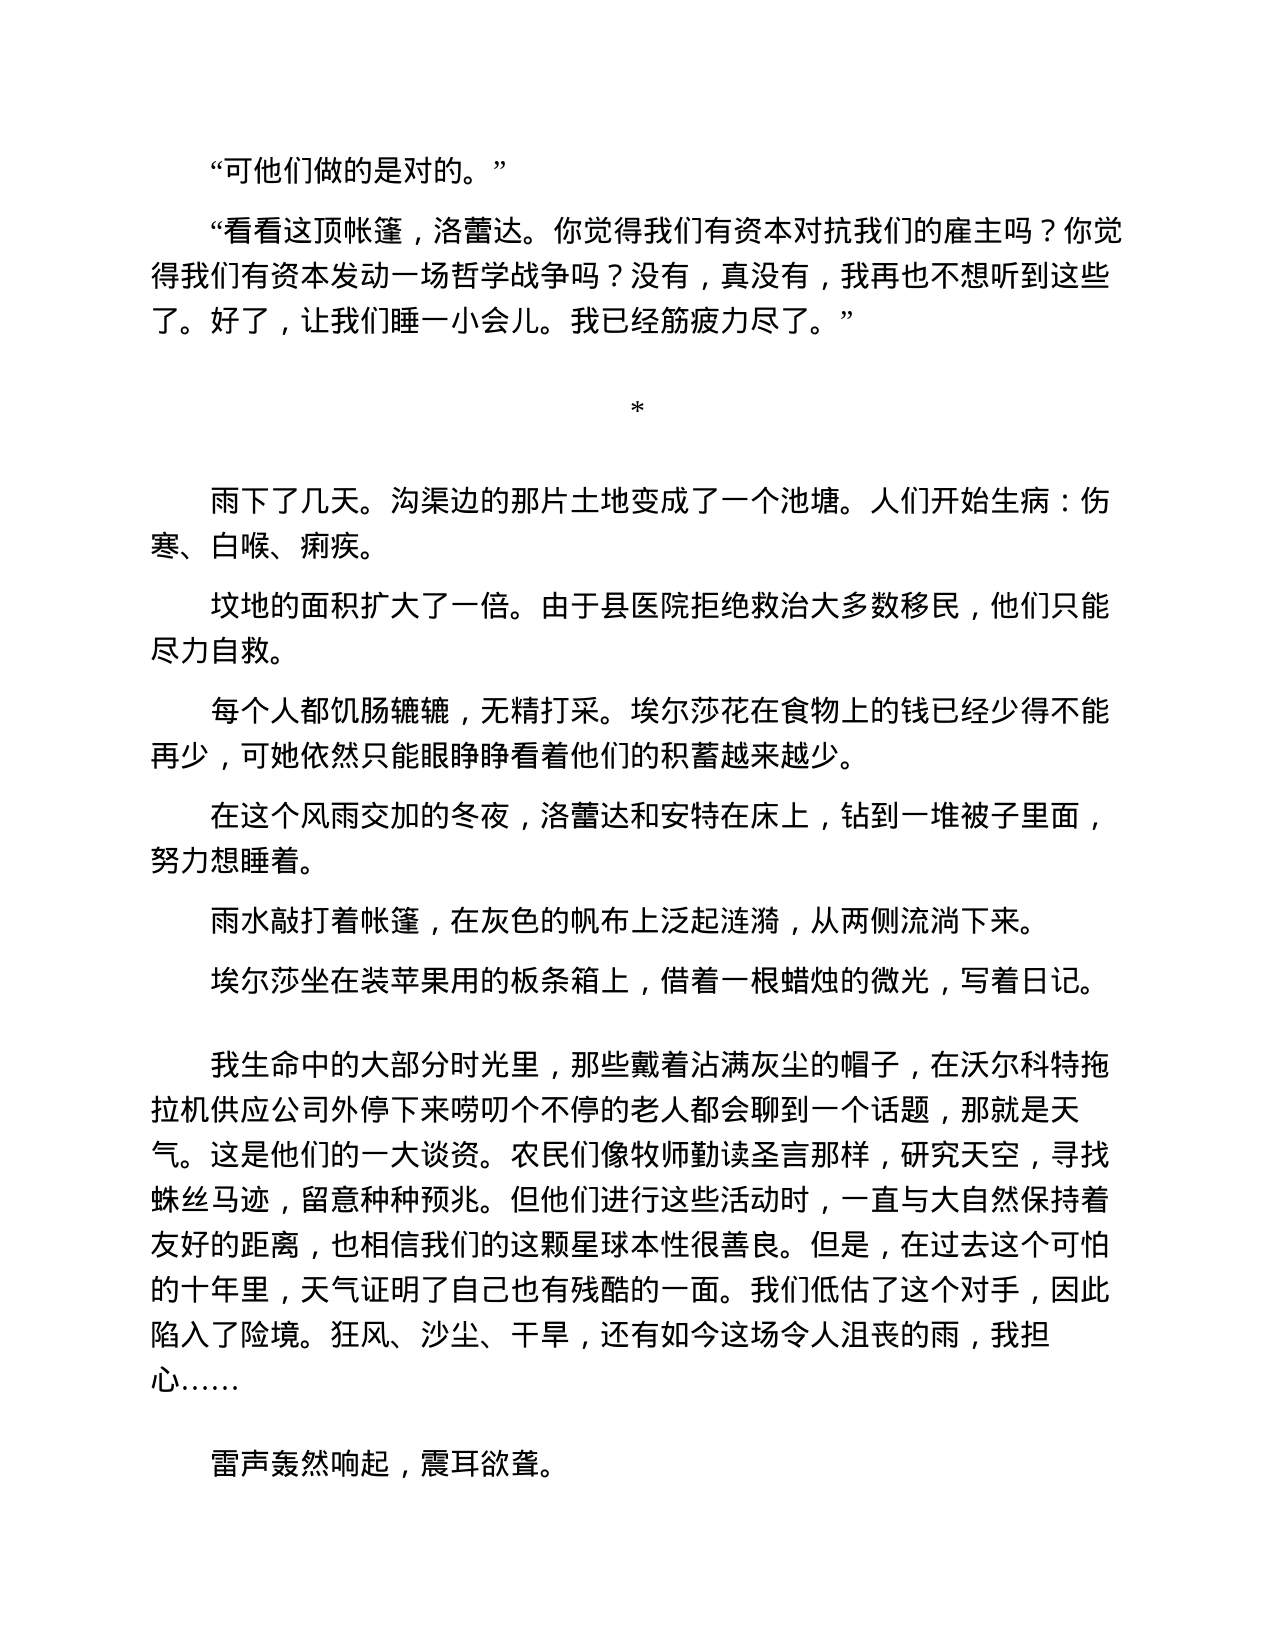 “可他们做的是对的。”
“看看这顶帐篷，洛蕾达。你觉得我们有资本对抗我们的雇主吗？你觉
得我们有资本发动一场哲学战争吗？没有，真没有，我再也不想听到这些
了。好了，让我们睡一小会儿。我已经筋疲力尽了。”
*
雨下了几天。沟渠边的那片土地变成了一个池塘。人们开始生病：伤
寒、白喉、痢疾。
坟地的面积扩大了一倍。由于县医院拒绝救治大多数移民，他们只能
尽力自救。
每个人都饥肠辘辘，无精打采。埃尔莎花在食物上的钱已经少得不能
再少，可她依然只能眼睁睁看着他们的积蓄越来越少。
在这个风雨交加的冬夜，洛蕾达和安特在床上，钻到一堆被子里面，
努力想睡着。
雨水敲打着帐篷，在灰色的帆布上泛起涟漪，从两侧流淌下来。
埃尔莎坐在装苹果用的板条箱上，借着一根蜡烛的微光，写着日记。
我生命中的大部分时光里，那些戴着沾满灰尘的帽子，在沃尔科特拖
拉机供应公司外停下来唠叨个不停的老人都会聊到一个话题，那就是天
气。这是他们的一大谈资。农民们像牧师勤读圣言那样，研究天空，寻找
蛛丝马迹，留意种种预兆。但他们进行这些活动时，一直与大自然保持着
友好的距离，也相信我们的这颗星球本性很善良。但是，在过去这个可怕
的十年里，天气证明了自己也有残酷的一面。我们低估了这个对手，因此
陷入了险境。狂风、沙尘、干旱，还有如今这场令人沮丧的雨，我担
心……
雷声轰然响起，震耳欲聋。